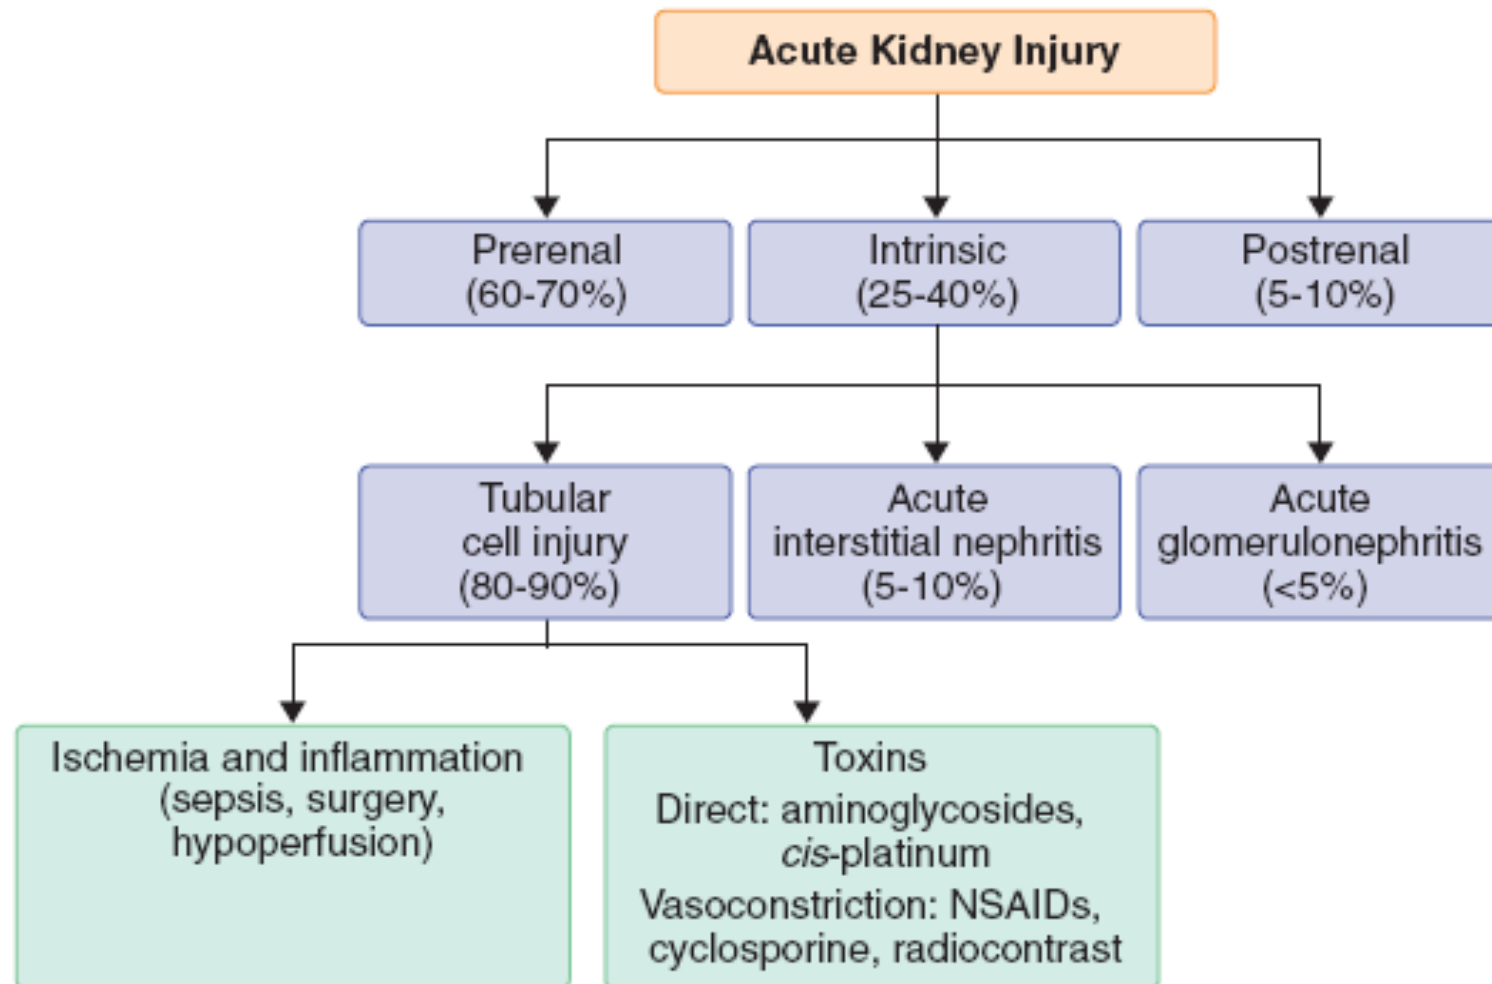 Acute Kidney Injury
Prerenal
(60-70%)
Intrinsic
(25-40%)
Postrenal
(5-10%)
Tubular
cell injury
(80-90%)
Acute
interstitial nephritis
(5-10%)
Acute
glomerulonephritis
(<5%)
Ischemia and inflammation
(sepsis, surgery,
hypoperfusion)
Toxins
Direct: aminoglycosides,
cis-platinum
Vasoconstriction: NSAIDs,
cyclosporine, radiocontrast